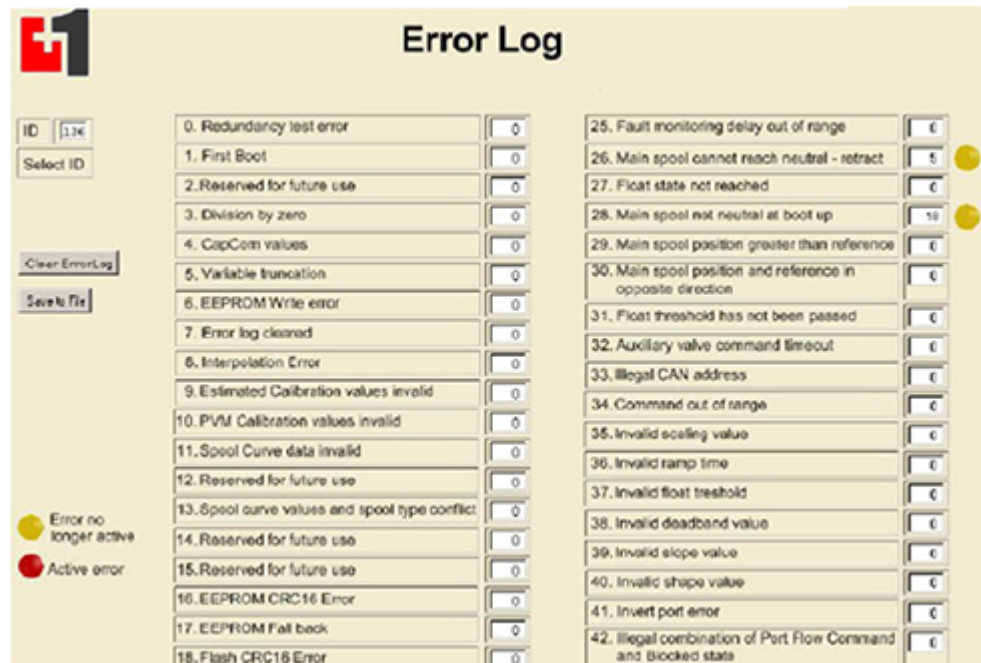 Error Log
ID 136
Select ID
Clear ErrorLog
Save to File
Error no
longer active
Active error
0. Redundancy test error 0
1. First Boot 0
2. Reserved for future use 0
3. Division by zero 0
4. CapCom values 0
5. Variable truncation 0
6. EEPROM Write error 0
7. Error log cleared 0
8. Interpolation Error 0
9. Estimated Calibration values invalid 0
10. PVM Calibration values invalid 0
11. Spool Curve data invalid 0
12. Reserved for future use 0
13. Spool curve values and spool type conflict 0
14. Reserved for future use 0
15. Reserved for future use 0
16. EEPROM CRC16 Error 0
17. EEPROM Fall back 0
18. Flash CRC16 Error 0
25. Fault monitoring delay out of range 0
26. Main spool cannot reach neutral - retract 5
27. Float state not reached 0
28. Main spool not neutral at boot up 18
29. Main spool position greater than reference 0
30. Main spool position and reference in 0
opposite direction
31. Float threshold has not been passed 0
32. Auxiliary valve command timeout 0
33. Illegal CAN address 0
34. Command out of range 0
35. Invalid scaling value 0
36. Invalid ramp time 0
37. Invalid float treshold 0
38. Invalid deadband value 0
39. Invalid slope value 0
40. Invalid shape value 0
41. Invert port error 0
42. Illegal combination of Port Flow Command 0
and Blocked state